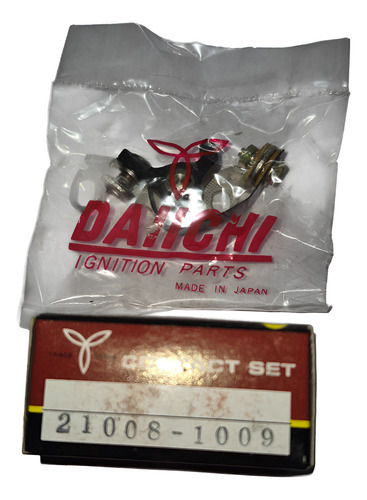 DAIICHI
IGNITION PARTS
MADE IN JAPAN
CONTACT SET
21008-1009